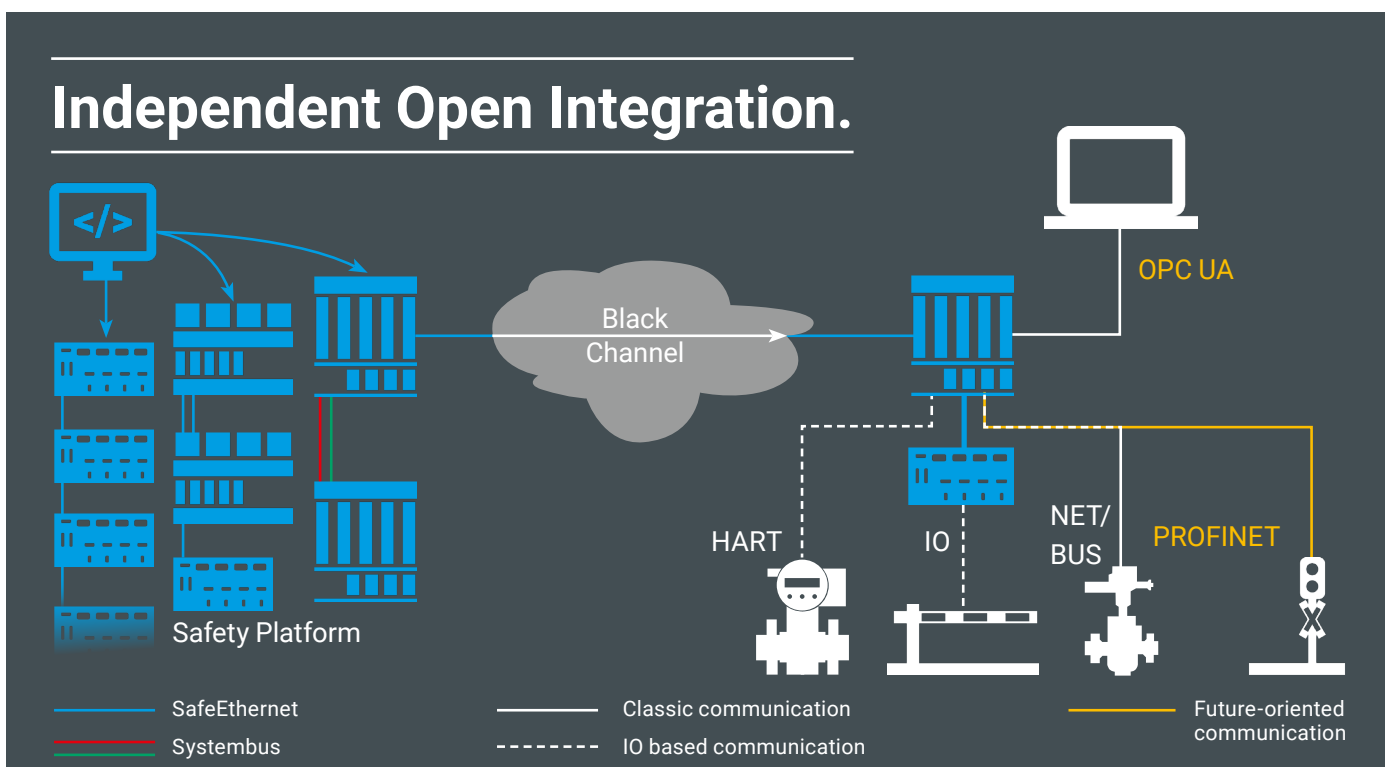 Independent Open Integration.
</>
OPC UA
Black
Channel
HART
IO
NET/
BUS
PROFINET
Safety Platform
SafeEthernet
Systembus
Classic communication
IO based communication
Future-oriented
communication